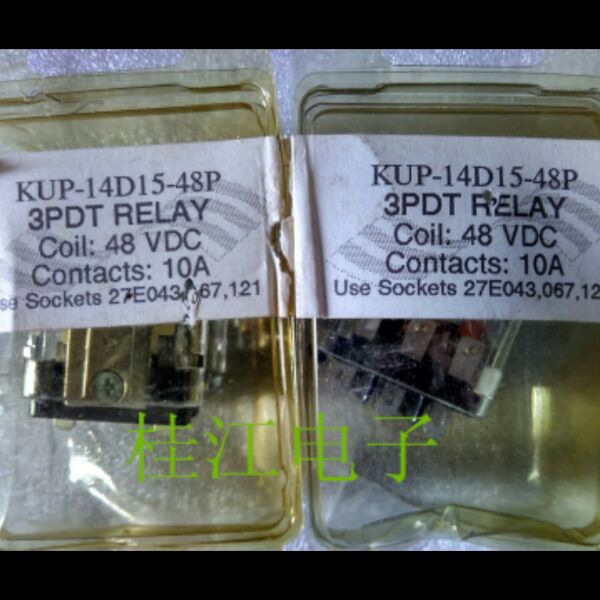 KUP-14D15-48P
3PDT RELAY
Coil: 48 VDC
Contacts: 10A
Use Sockets 27E043,067,121
KUP-14D15-48P
3PDT RELAY
Coil: 48 VDC
Contacts: 10A
Use Sockets 27E043,067,12
桂江电子